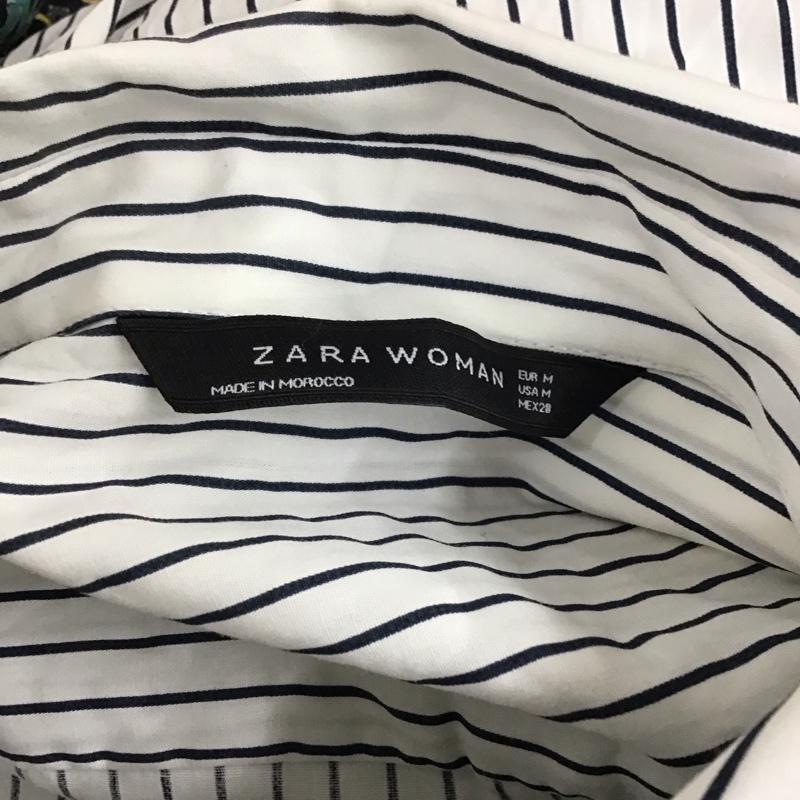 ZARA WOMAN
MADE IN MOROCCO
EUR M
USA M
MEX28